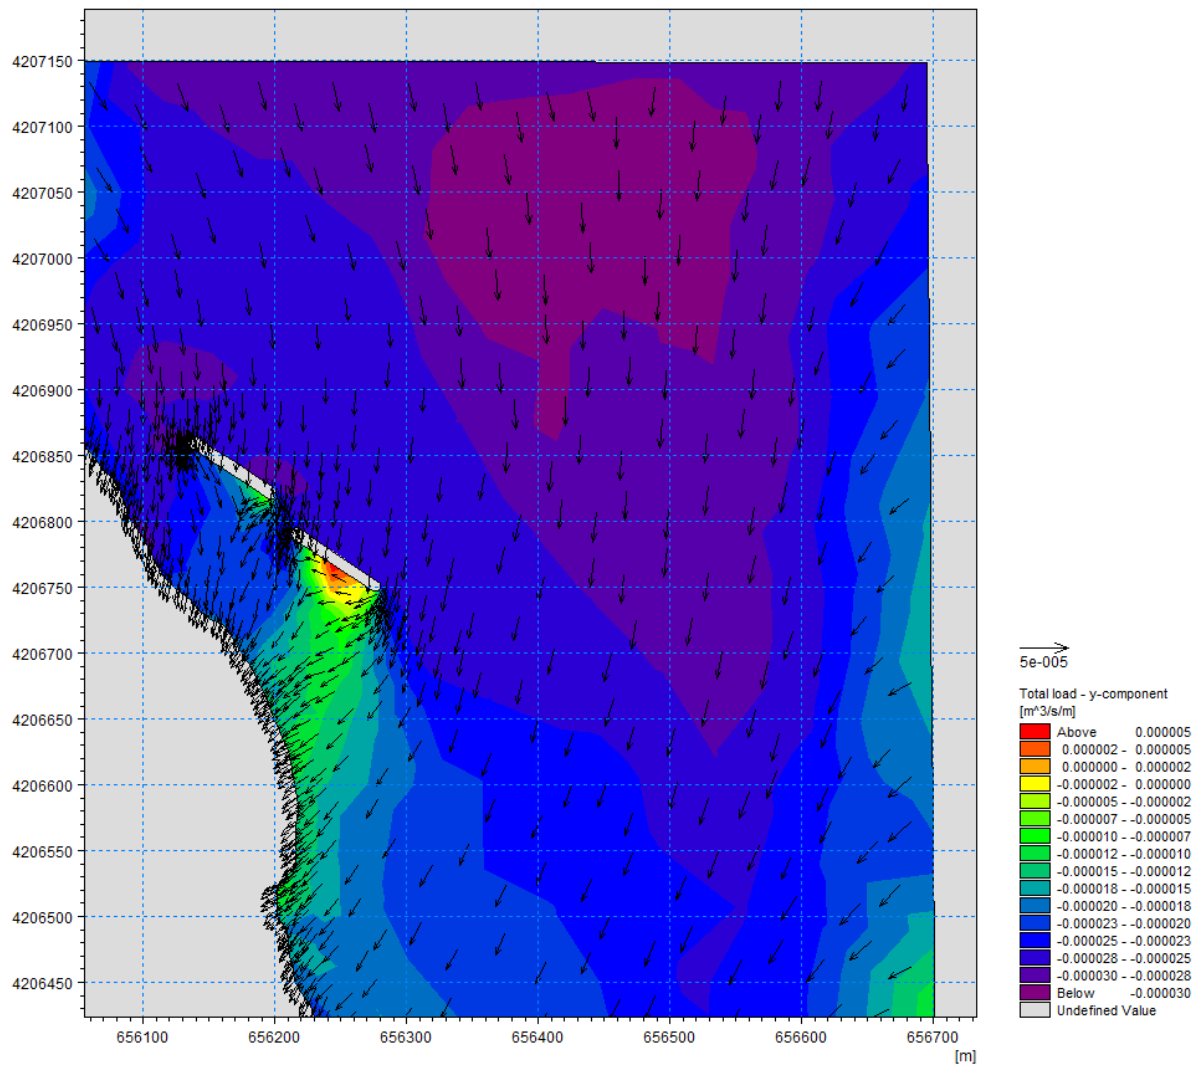 4207150
4207100
4207050
4207000
4206950
4206900
4206850
4206800
4206750
4206700
4206650
4206600
4206550
4206500
4206450
656100 656200 656300 656400 656500 656600 656700
[m]
5e-005
Total load - y-component
[m^3/s/m]
Above 0.000005
0.000002 - 0.000005
0.000000 - 0.000002
-0.000002 - 0.000000
-0.000005 - -0.000002
-0.000007 - -0.000005
-0.000010 - -0.000007
-0.000012 - -0.000010
-0.000015 - -0.000012
-0.000018 - -0.000015
-0.000020 - -0.000018
-0.000023 - -0.000020
-0.000025 - -0.000023
-0.000028 - -0.000025
-0.000030 - -0.000028
Below -0.000030
Undefined Value